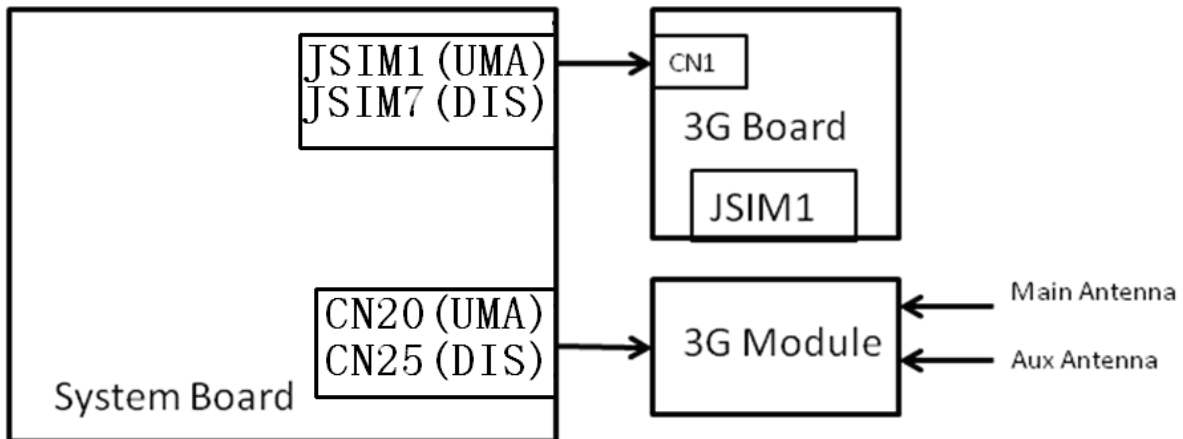 JSIM1(UMA)
JSIM7(DIS)
CN1
3G Board
JSIM1
CN20(UMA)
CN25(DIS)
System Board
3G Module
Main Antenna
Aux Antenna